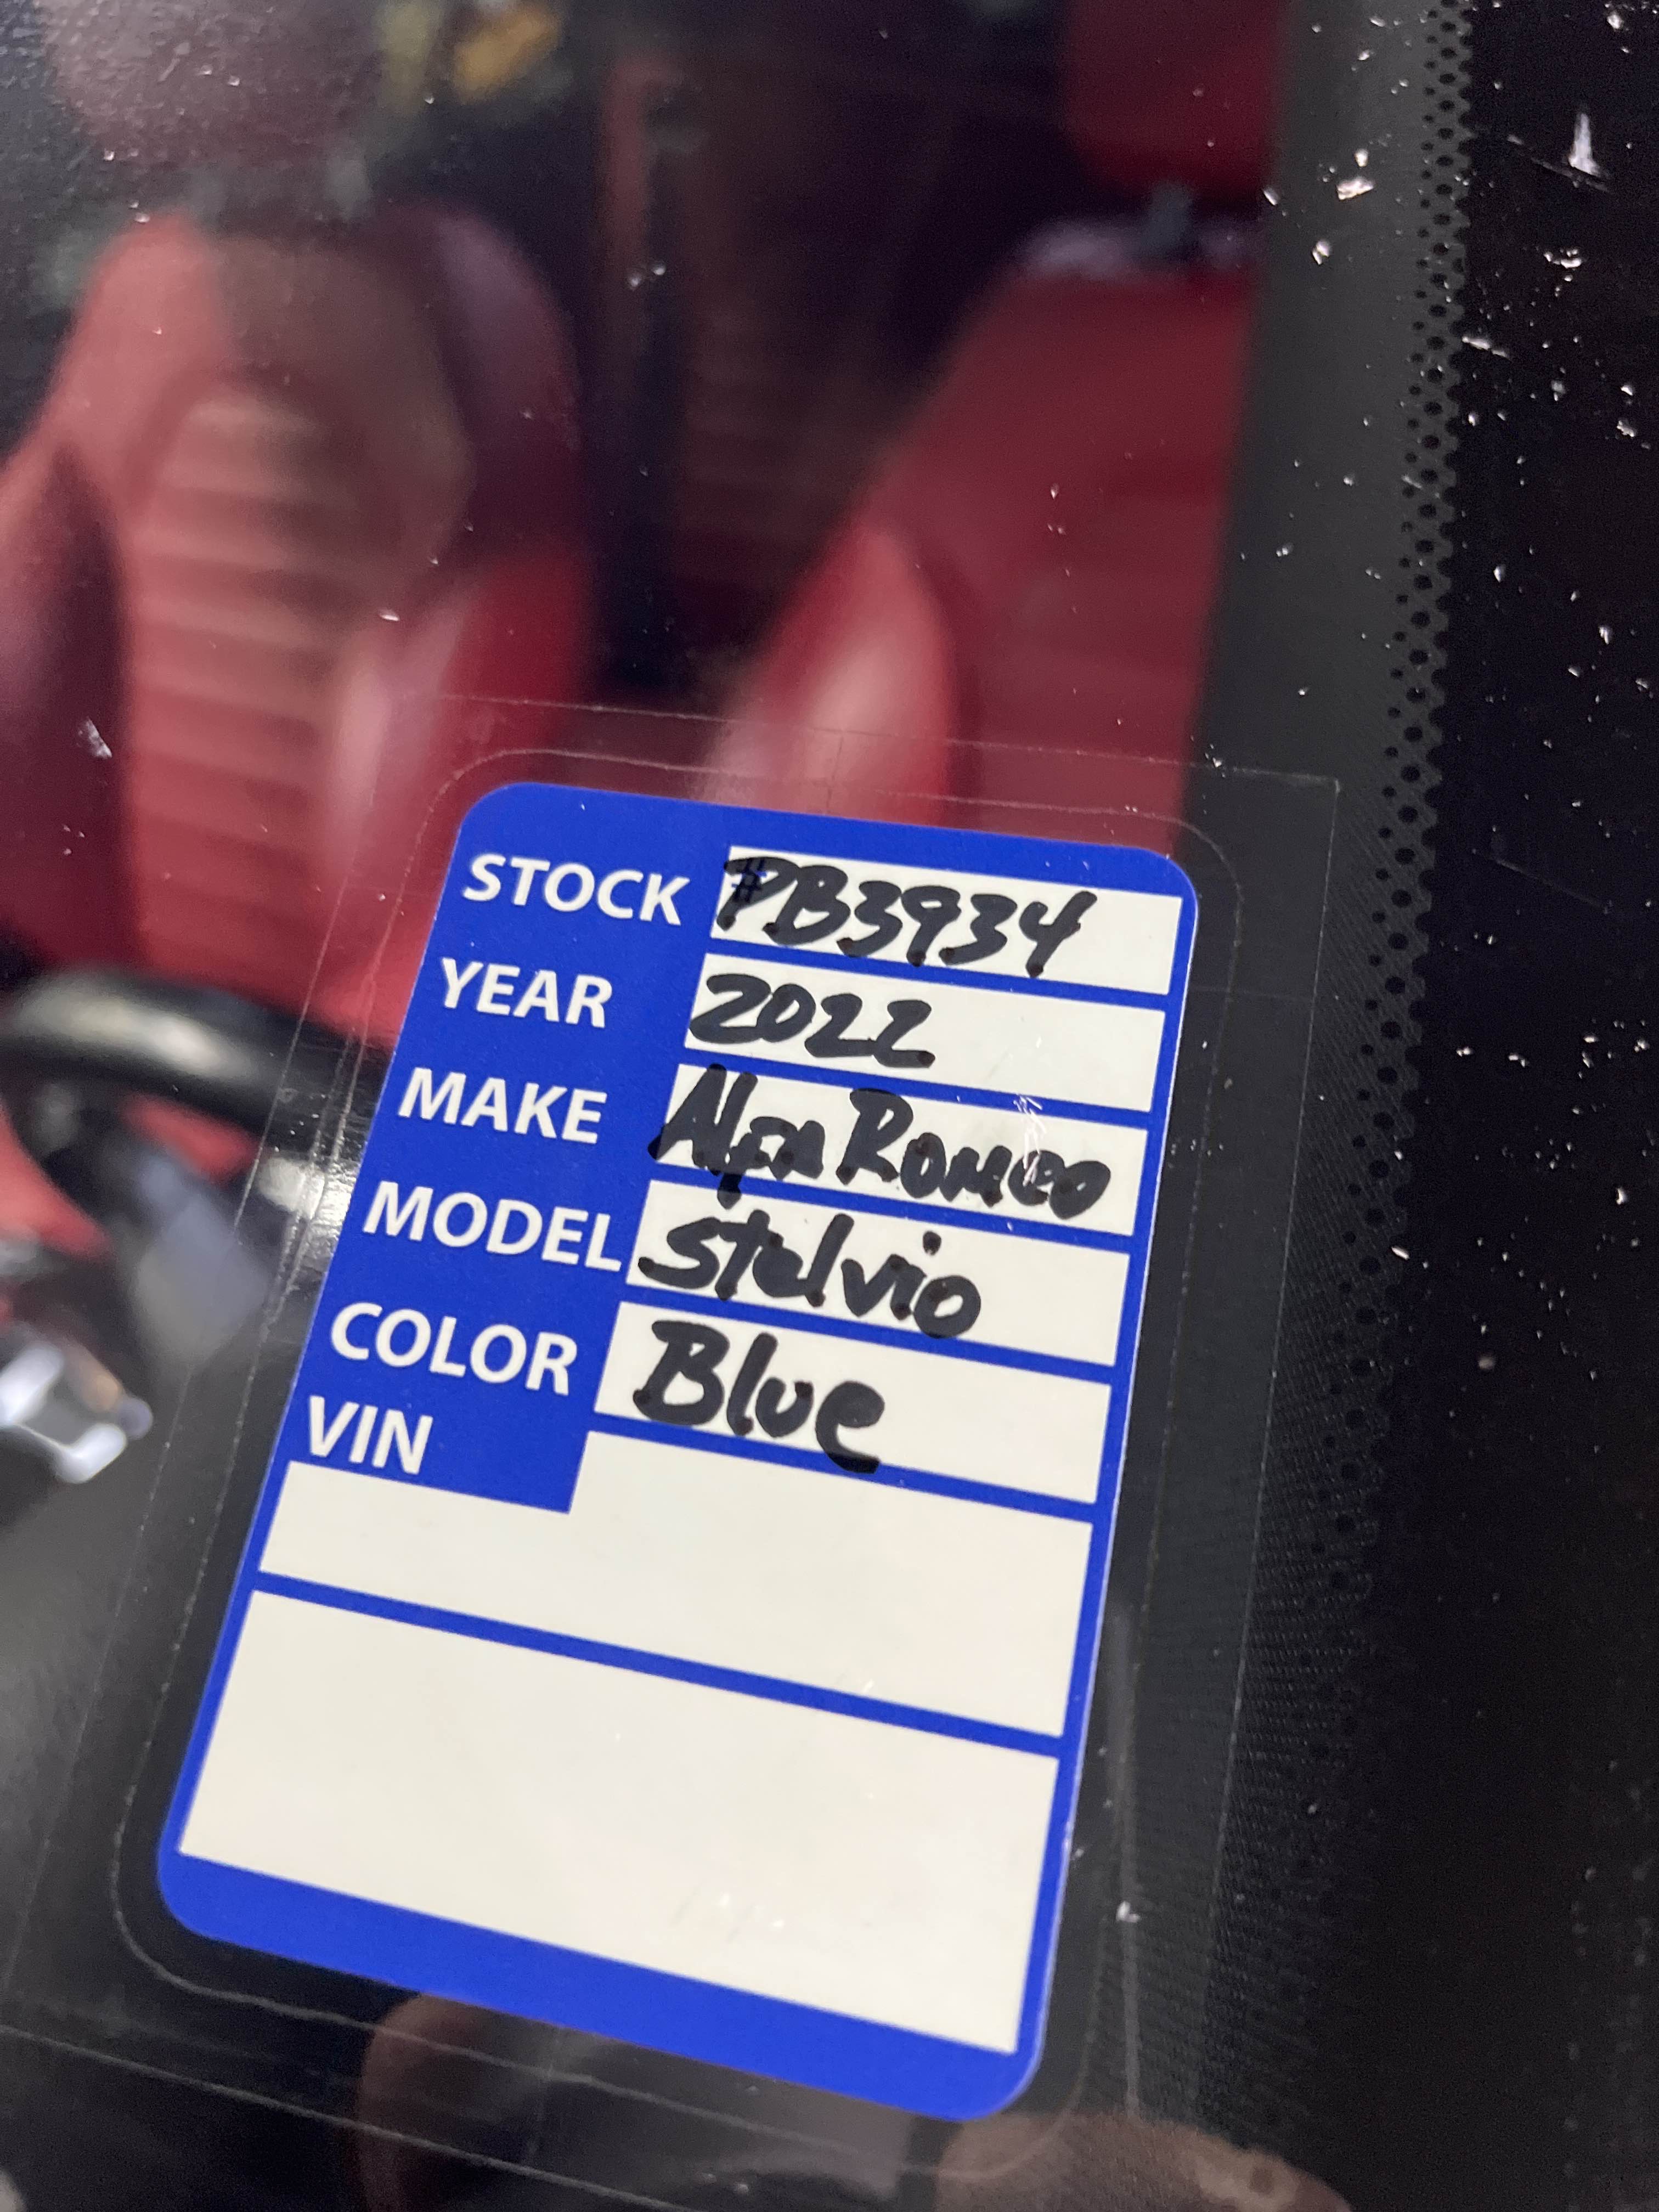 STOCK #PB3934
YEAR 2022
MAKE Alfa Romeo
MODEL Stelvio
COLOR Blue
VIN